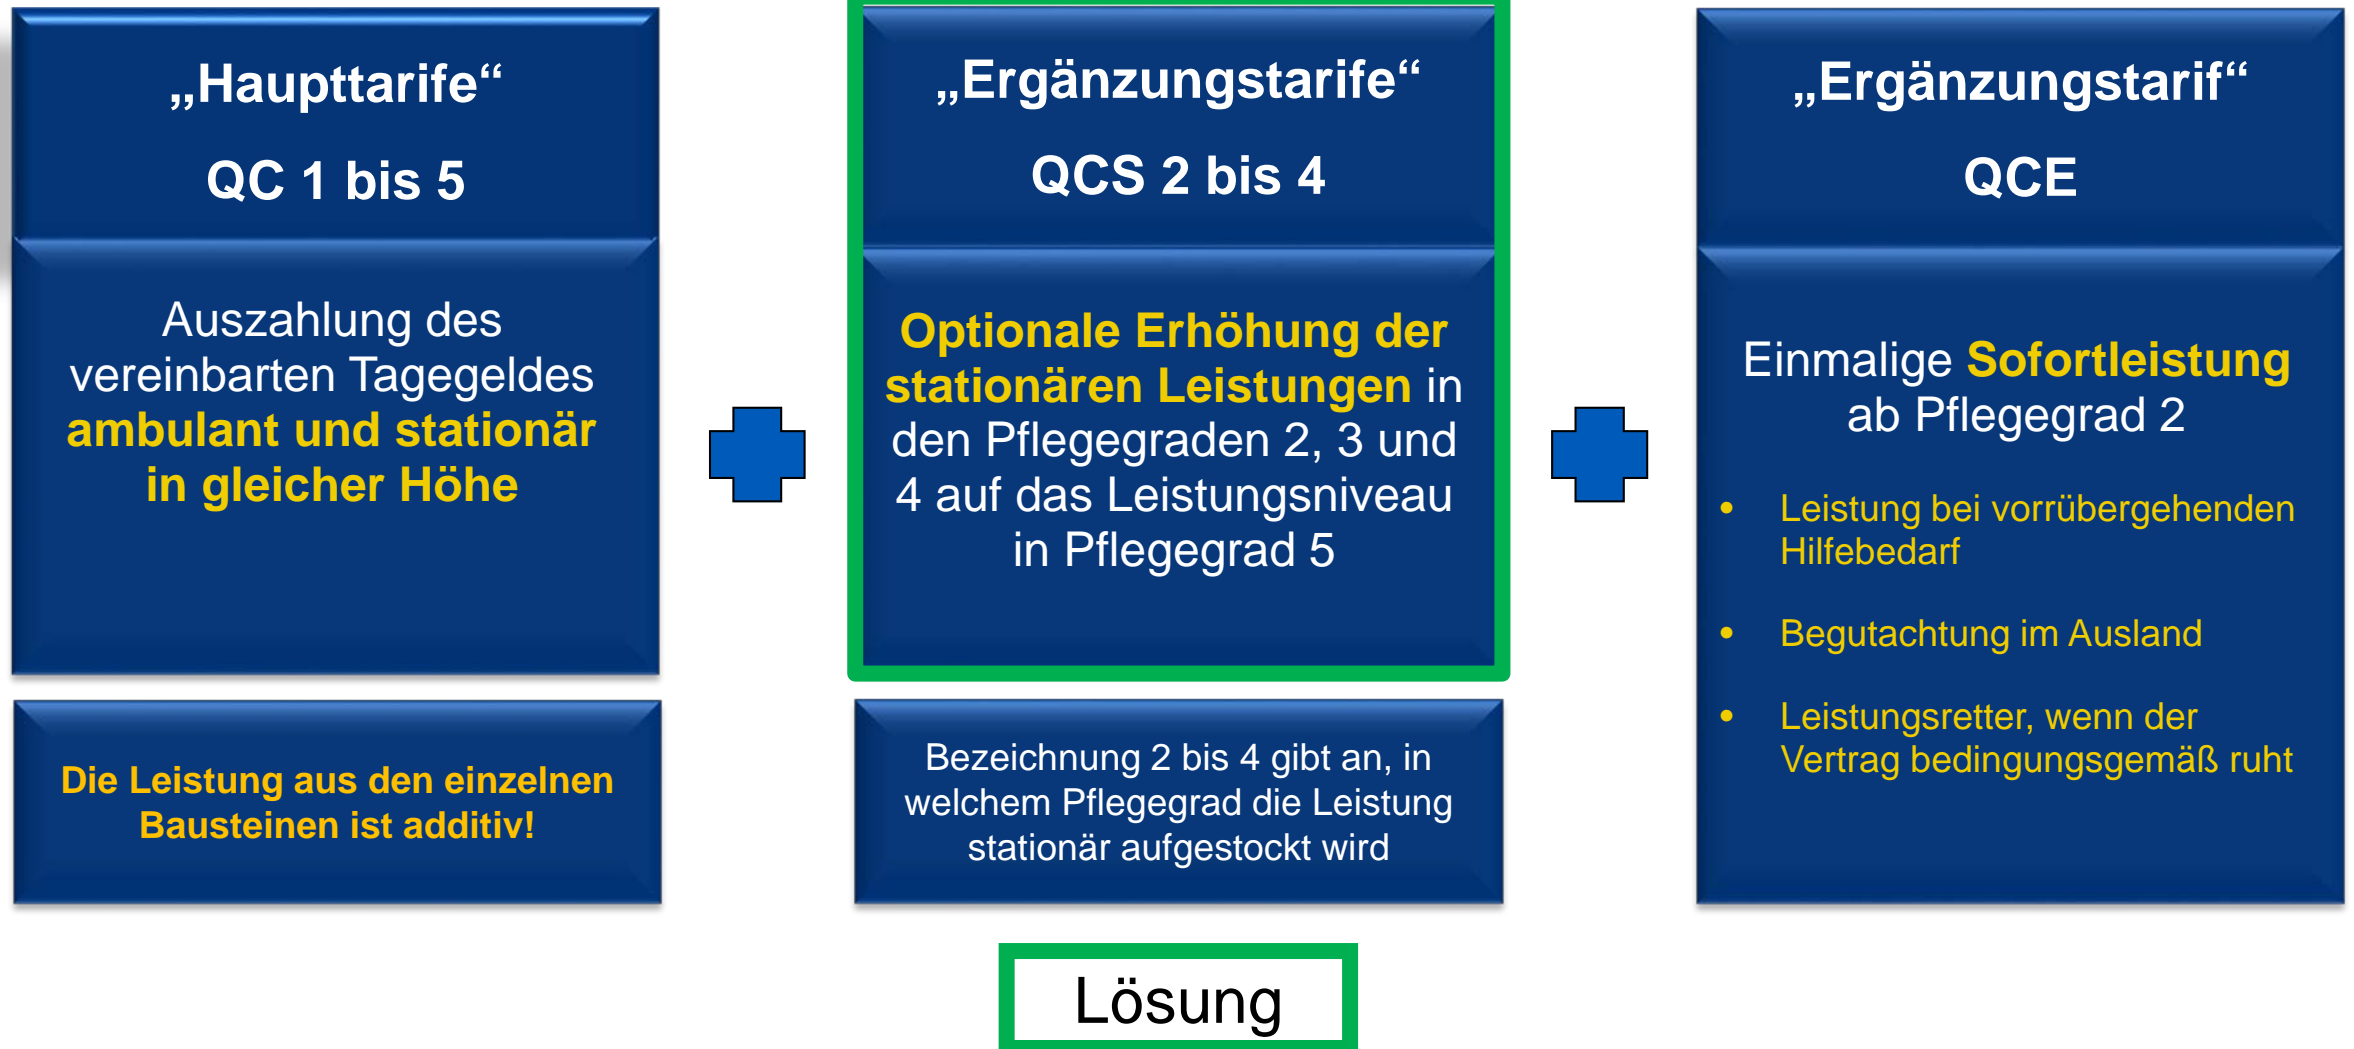 „Haupttarife“
QC 1 bis 5
Auszahlung des
vereinbarten Tagegeldes
ambulant und stationär
in gleicher Höhe
Die Leistung aus den einzelnen
Bausteinen ist additiv!
„Ergänzungstarife“
QCS 2 bis 4
Optionale Erhöhung der
stationären Leistungen in
den Pflegegraden 2, 3 und
4 auf das Leistungsniveau
in Pflegegrad 5
Bezeichnung 2 bis 4 gibt an, in
welchem Pflegegrad die Leistung
stationär aufgestockt wird
„Ergänzungstarif“
QCE
Einmalige Sofortleistung
ab Pflegegrad 2
• Leistung bei vorrübergehenden
Hilfebedarf
• Begutachtung im Ausland
• Leistungsretter, wenn der
Vertrag bedingungsgemäß ruht
Lösung